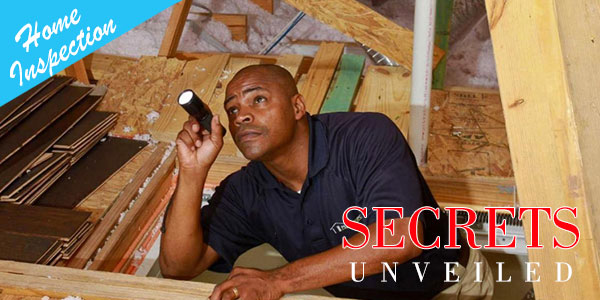 Home
Inspection
SECRETS
UNVEILED